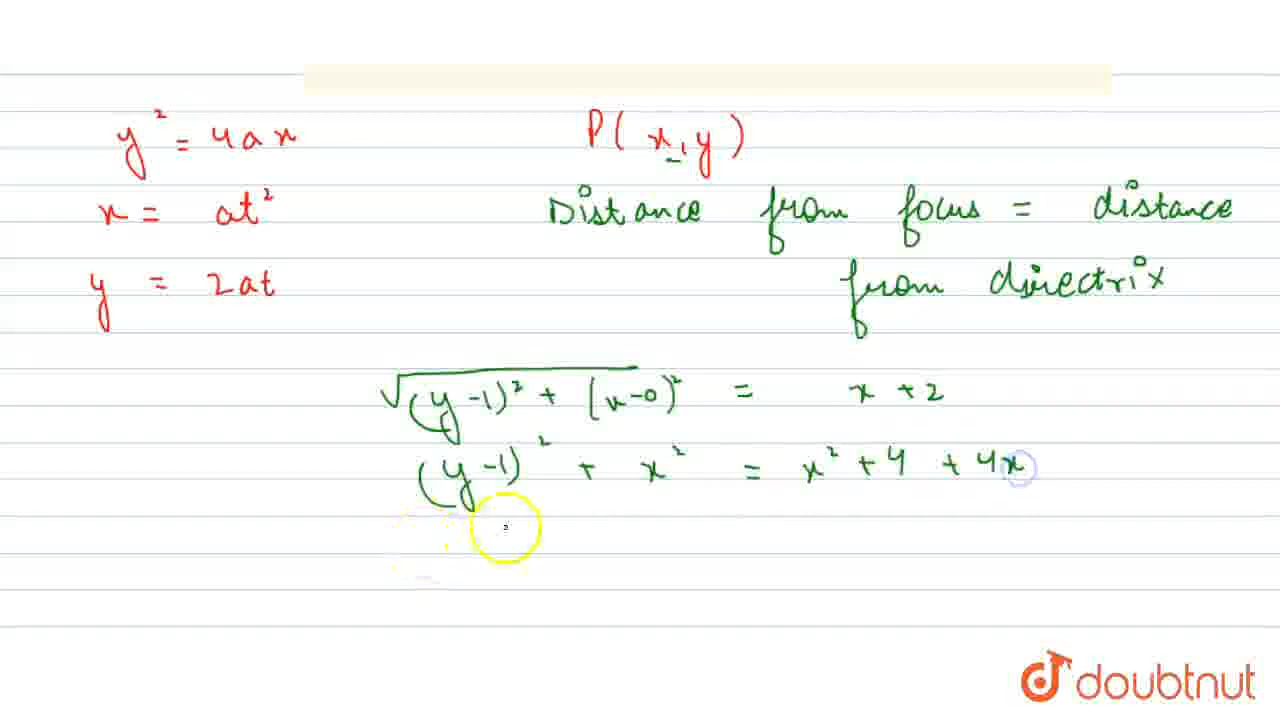 y² = 4ax
x = at²
y = 2at
P(x, y)
Distance from focus = distance
from directrix
√(y-1)² + (x-0)² = x + 2
(y-1)² + x² = x² + 4 + 4x
2
doubtnut